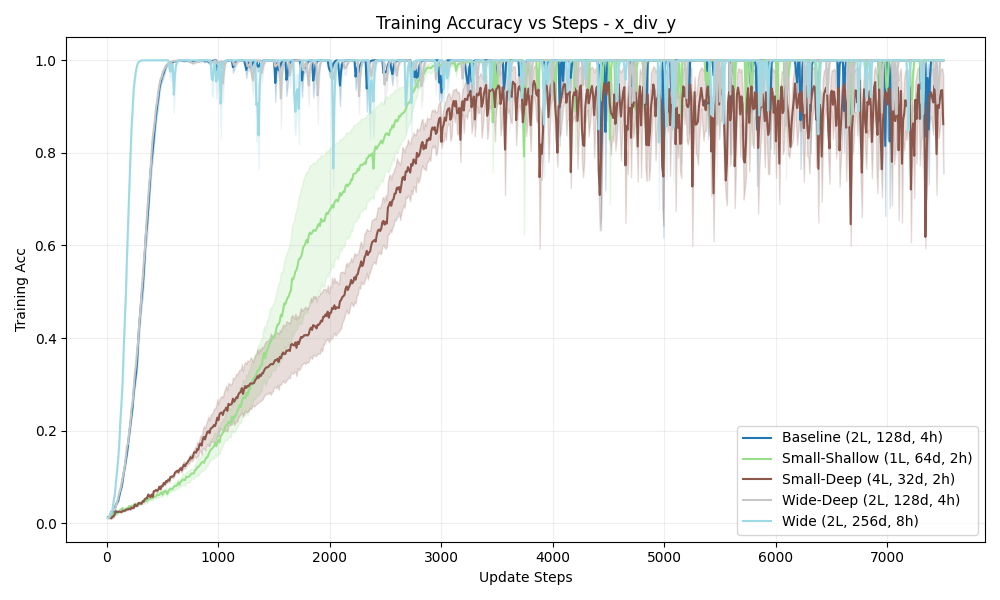 Training Accuracy vs Steps - x_div_y
Training Acc
1.0
0.8
0.6
0.4
0.2
0.0
0
1000
2000
3000
4000
5000
6000
7000
Update Steps
Baseline (2L, 128d, 4h)
Small-Shallow (1L, 64d, 2h)
Small-Deep (4L, 32d, 2h)
Wide-Deep (2L, 128d, 4h)
Wide (2L, 256d, 8h)